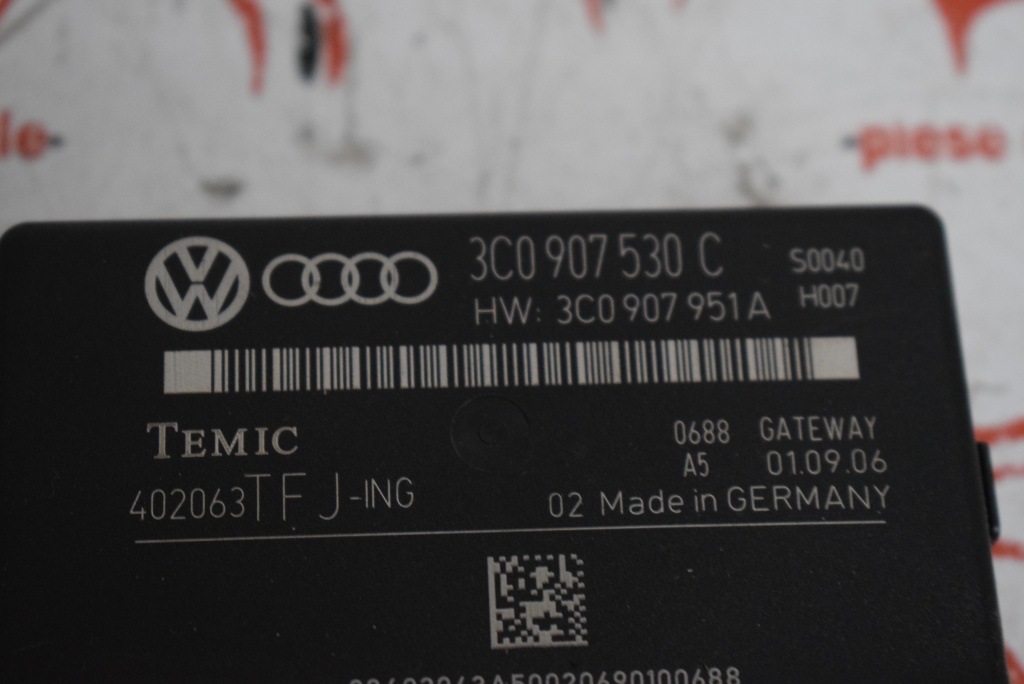 piese
3C0 907 530 C
S0040
HW: 3C0 907 951 A
H007
TEMIC
0688 GATEWAY
A5 01.09.06
402063TFJ-ING
02 Made in GERMANY